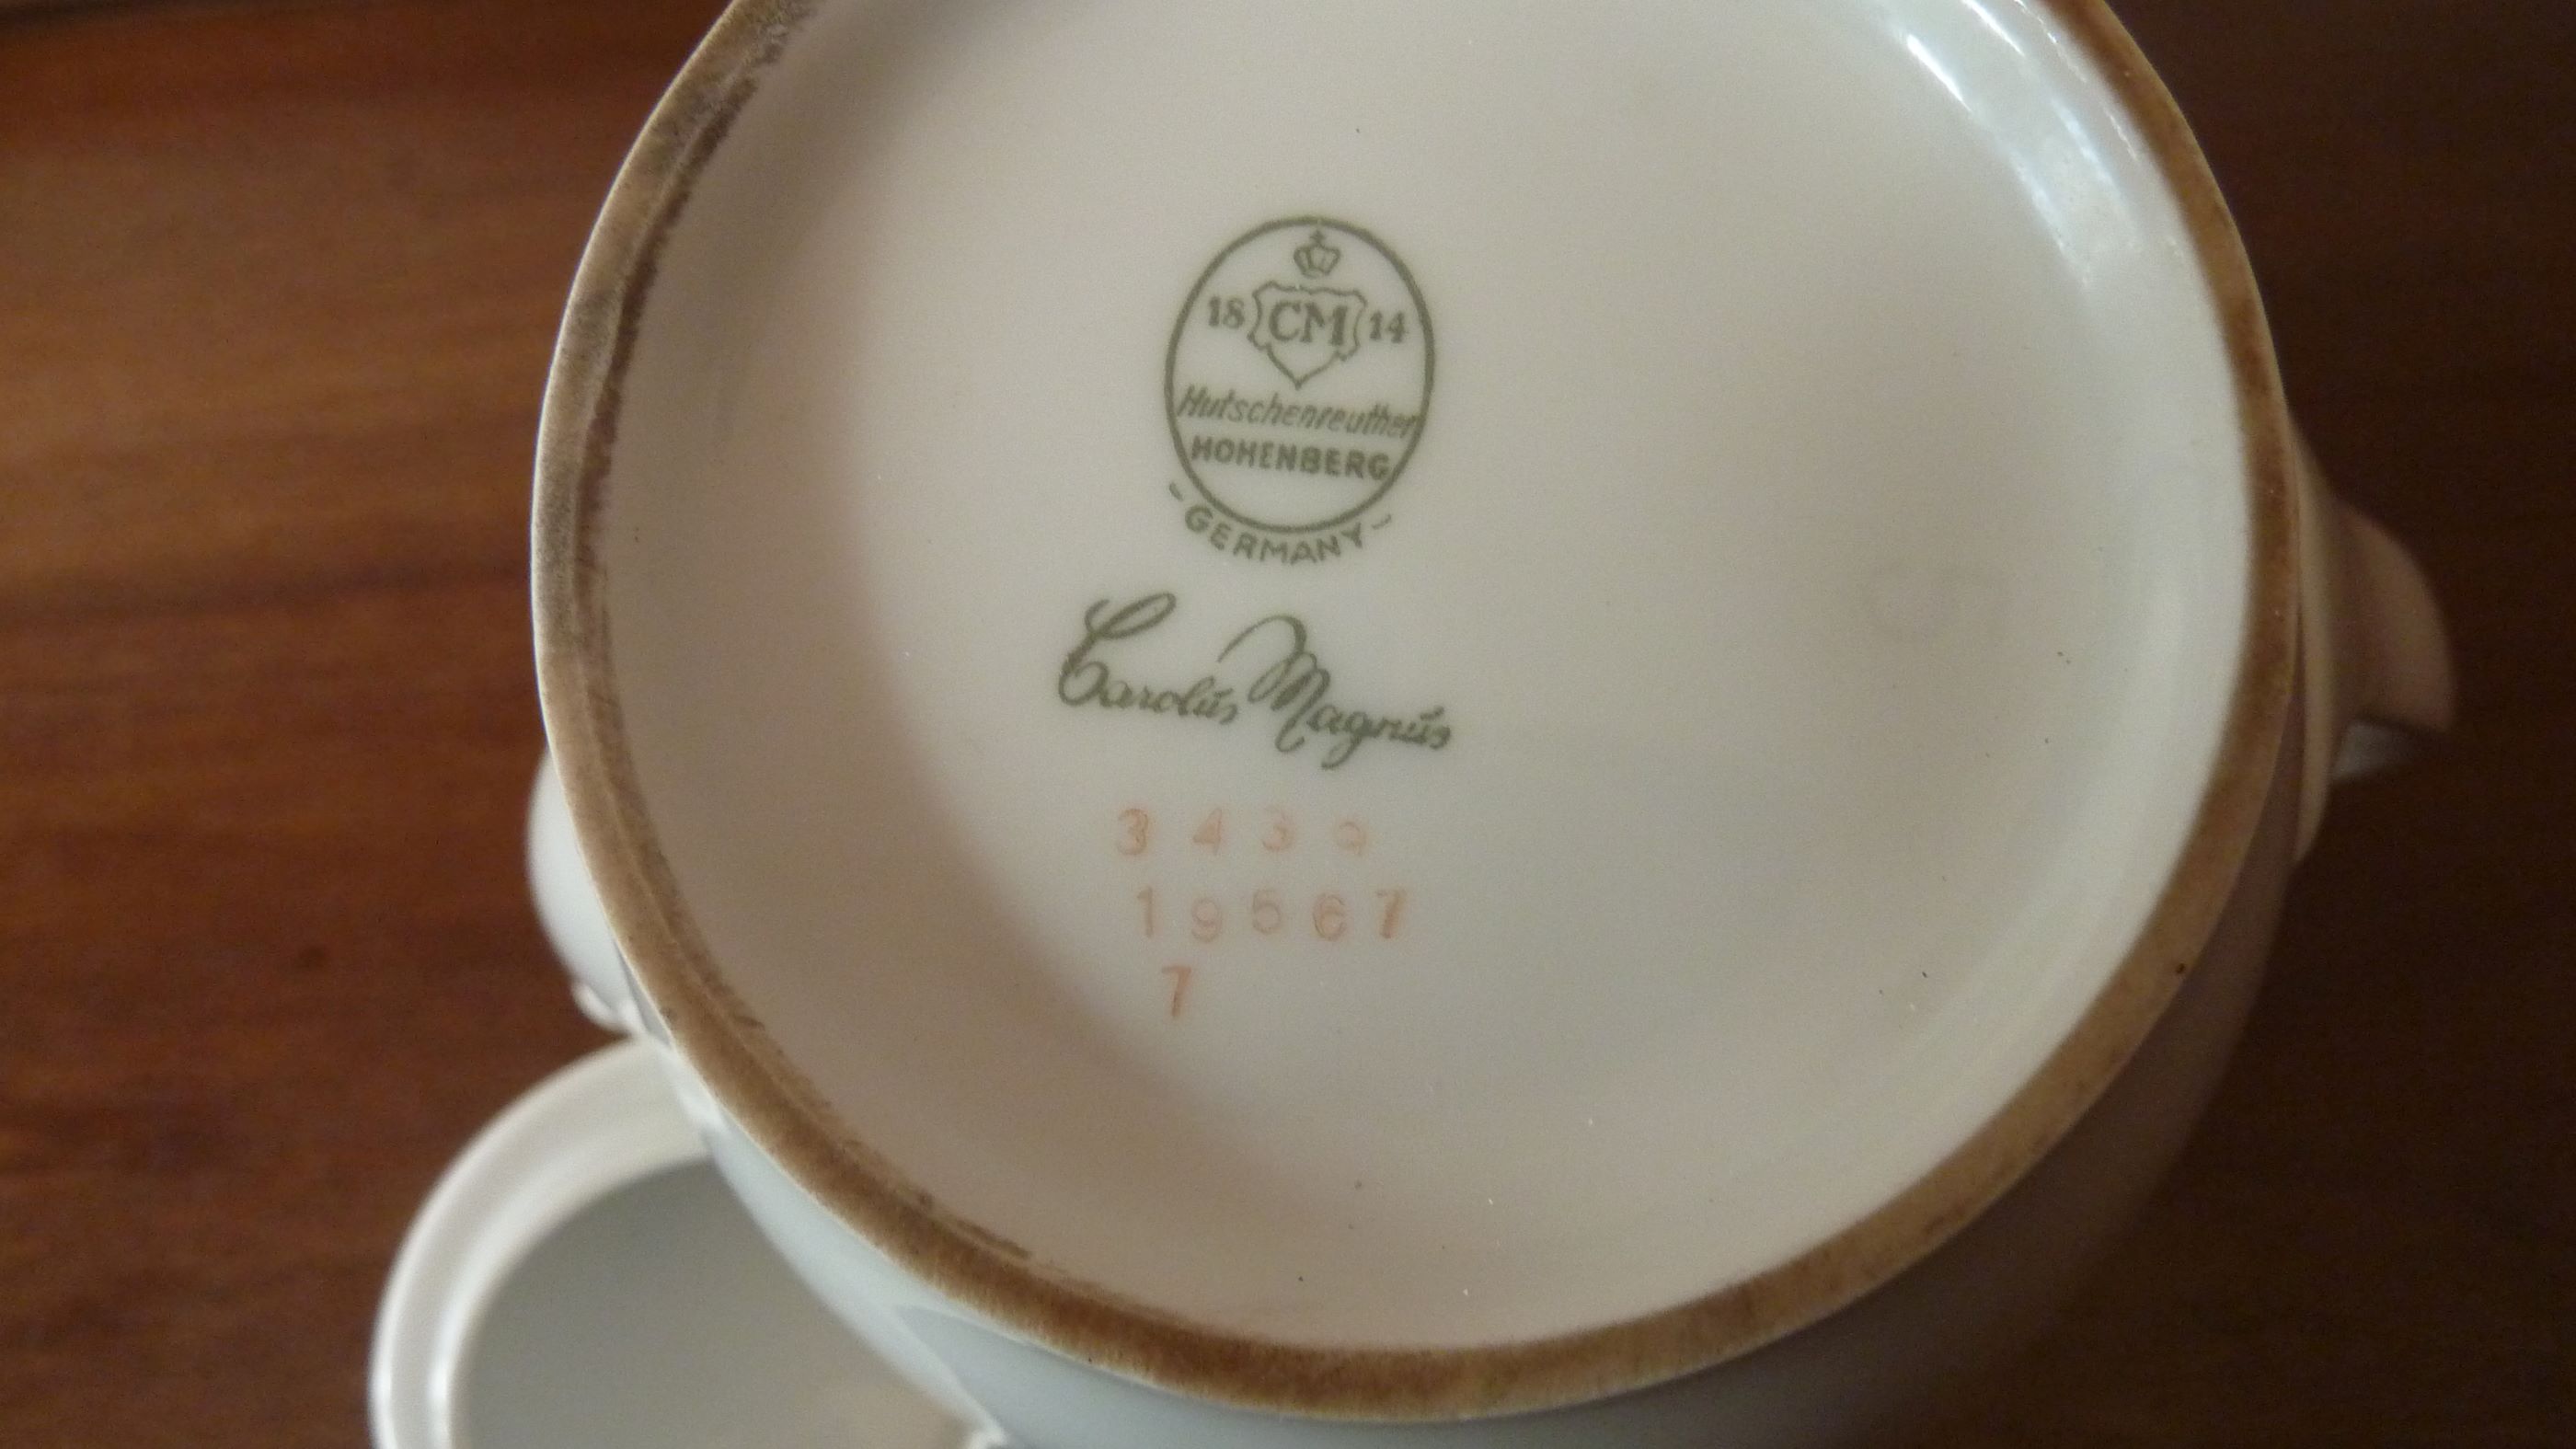 18 CM 14
Hutschenreuther
HOHENBERG
- GERMANY -
Carolus Magnus
3439
19567
7